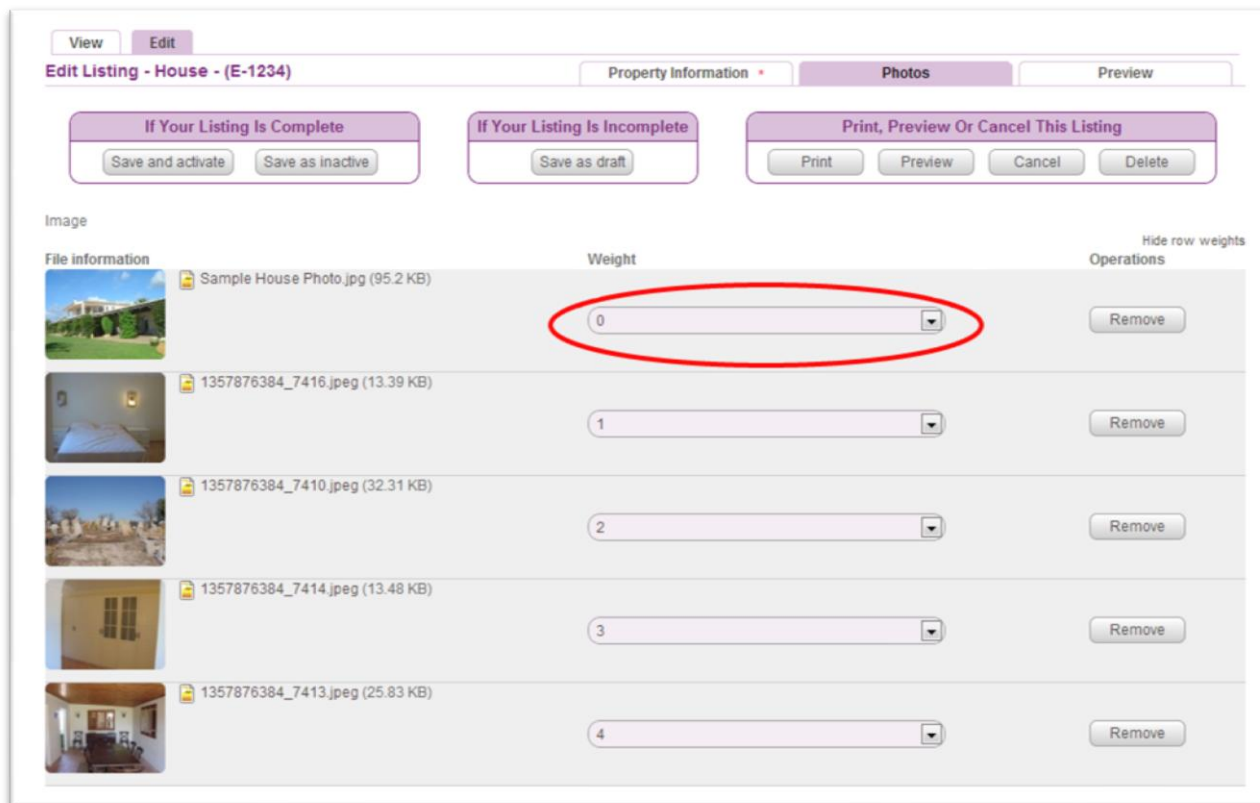 View Edit
Edit Listing - House - (E-1234) Property Information * Photos Preview
If Your Listing Is Complete If Your Listing Is Incomplete Print, Preview Or Cancel This Listing
Save and activate Save as inactive Save as draft Print Preview Cancel Delete
Image
Hide row weights
File information Weight Operations
Sample House Photo.jpg (95.2 KB)
0 Remove
1357876384_7416.jpeg (13.39 KB)
1 Remove
1357876384_7410.jpeg (32.31 KB)
2 Remove
1357876384_7414.jpeg (13.48 KB)
3 Remove
1357876384_7413.jpeg (25.83 KB)
4 Remove